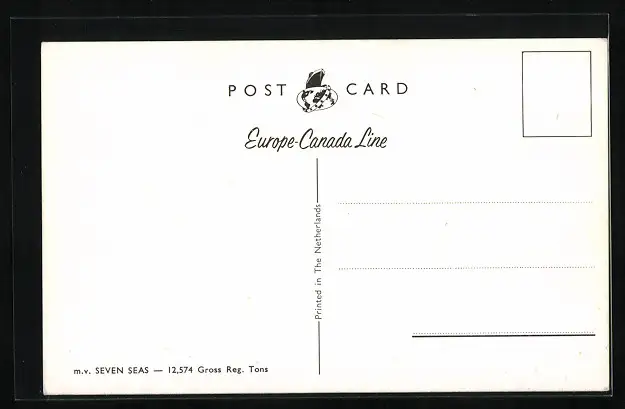 POST CARD
Europe-Canada Line
Printed in The Netherlands
m.v. SEVEN SEAS — 12,574 Gross Reg. Tons